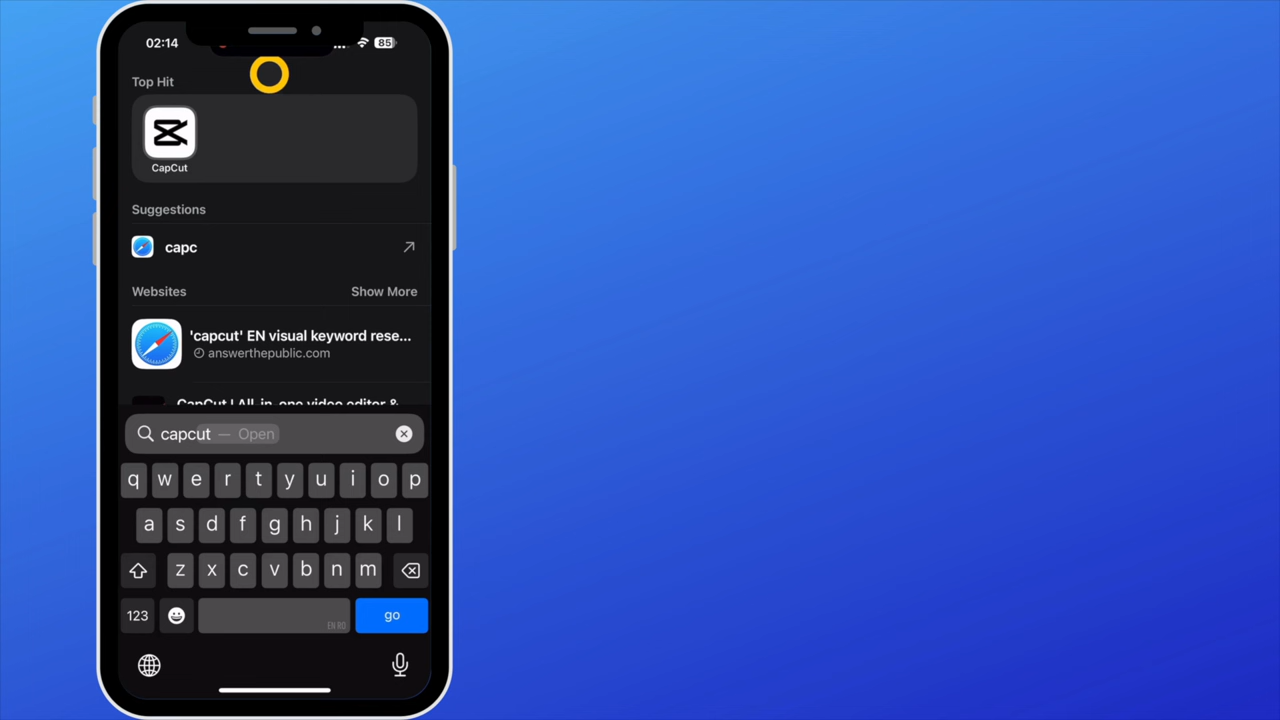 02:14
85
Top Hit
CapCut
Suggestions
capc
Websites Show More
'capcut' EN visual keyword rese...
answerthepublic.com
CapCut | All-in-one video editor &
capcut — Open
q w e r t y u i o p
a s d f g h j k l
z x c v b n m
123 EN RO go